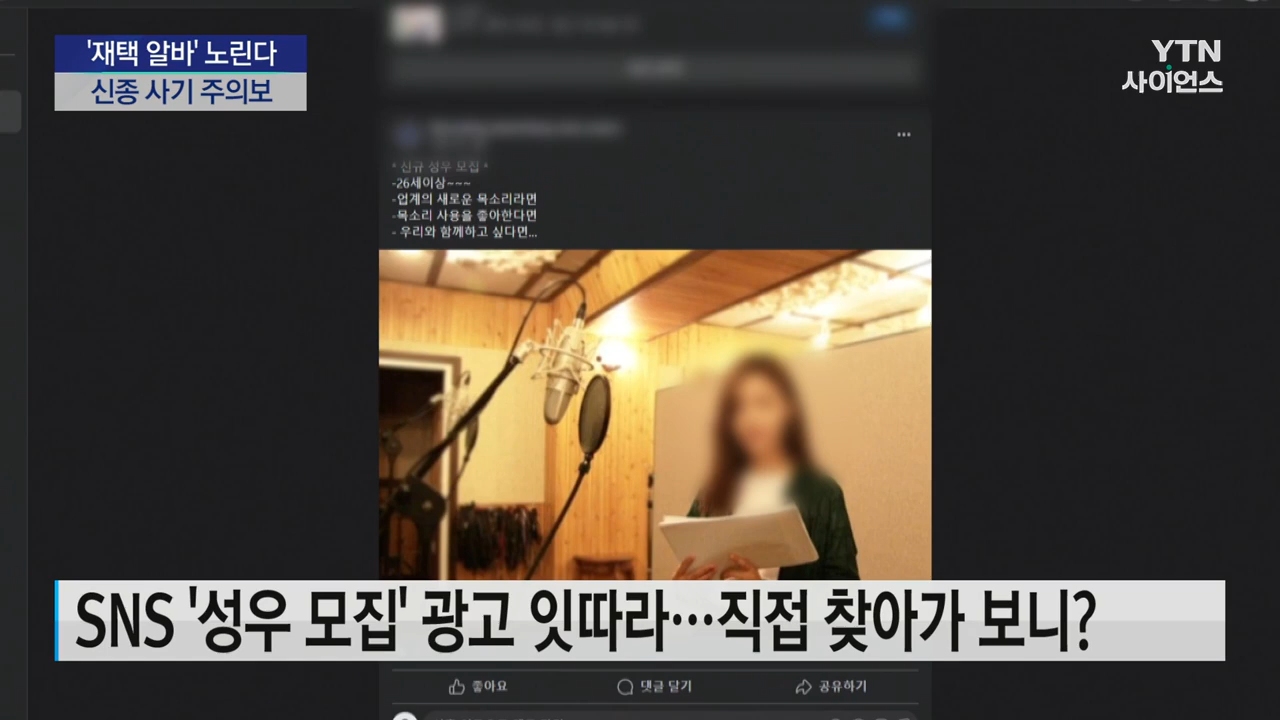 '재택 알바' 노린다
신종 사기 주의보
YTN
사이언스
* 신규 성우 모집 *
-26세이상~~~
-업계의 새로운 목소리라면
-목소리 사용을 좋아한다면
- 우리와 함께하고 싶다면...
SNS '성우 모집' 광고 잇따라…직접 찾아가 보니?
좋아요
댓글 달기
공유하기